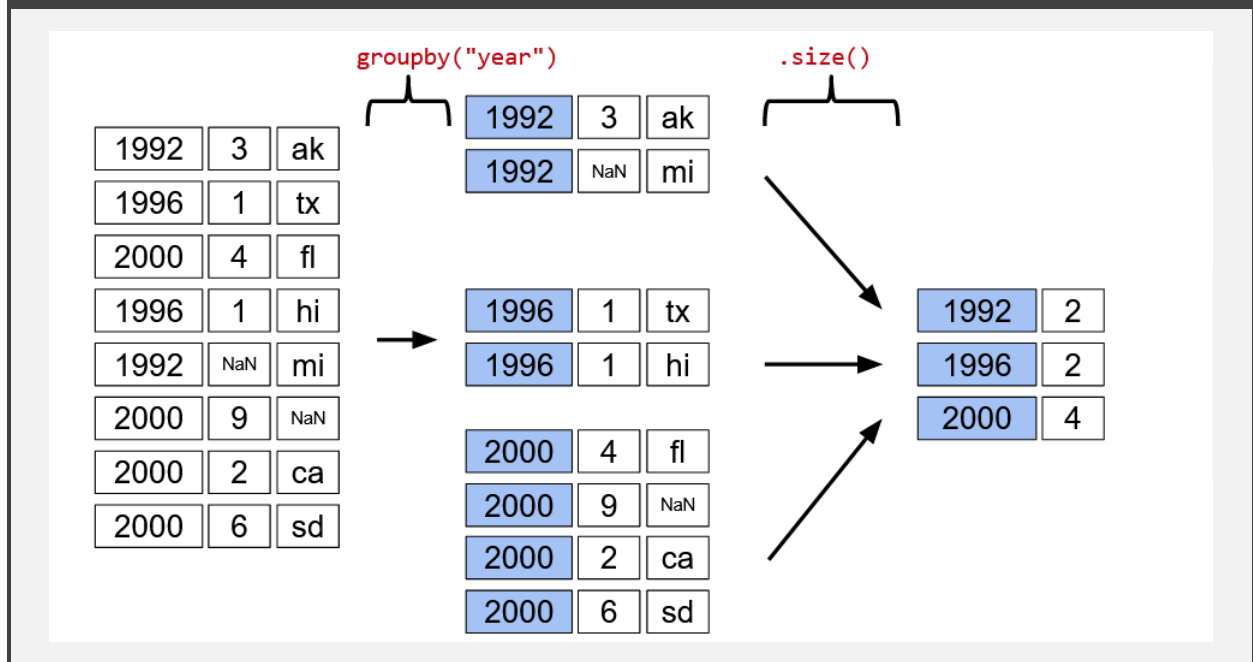 groupby("year")
.size()
1992 3 ak
1996 1 tx
2000 4 fl
1996 1 hi
1992 NaN mi
2000 9 NaN
2000 2 ca
2000 6 sd
1992 3 ak
1992 NaN mi
1996 1 tx
1996 1 hi
2000 4 fl
2000 9 NaN
2000 2 ca
2000 6 sd
1992 2
1996 2
2000 4